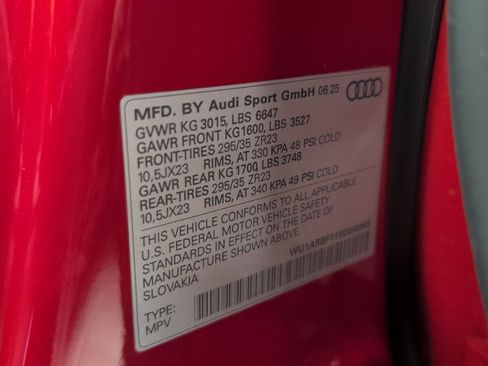 MFD. BY Audi Sport GmbH 06 25
GVWR KG 3015, LBS 6647
GAWR FRONT KG1600, LBS 3527
FRONT-TIRES 295/35 ZR23
10,5JX23 RIMS, AT 330 KPA 48 PSI COLD
GAWR REAR KG1700, LBS 3748
REAR-TIRES 295/35 ZR23
10,5JX23 RIMS, AT 340 KPA 49 PSI COLD
THIS VEHICLE CONFORMS TO ALL APPLICABLE
U.S. FEDERAL MOTOR VEHICLE SAFETY
STANDARDS IN EFFECT ON THE DATE OF
MANUFACTURE SHOWN ABOVE.
SLOVAKIA
TYPE:
MPV